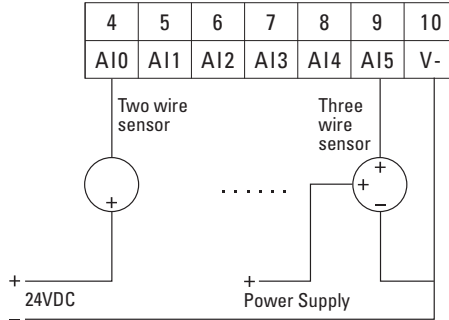 4 5 6 7 8 9 10
AI0 AI1 AI2 AI3 AI4 AI5 V-
Two wire
sensor
Three
wire
sensor
+
+
+
−
......
+
24VDC
−
+
Power Supply